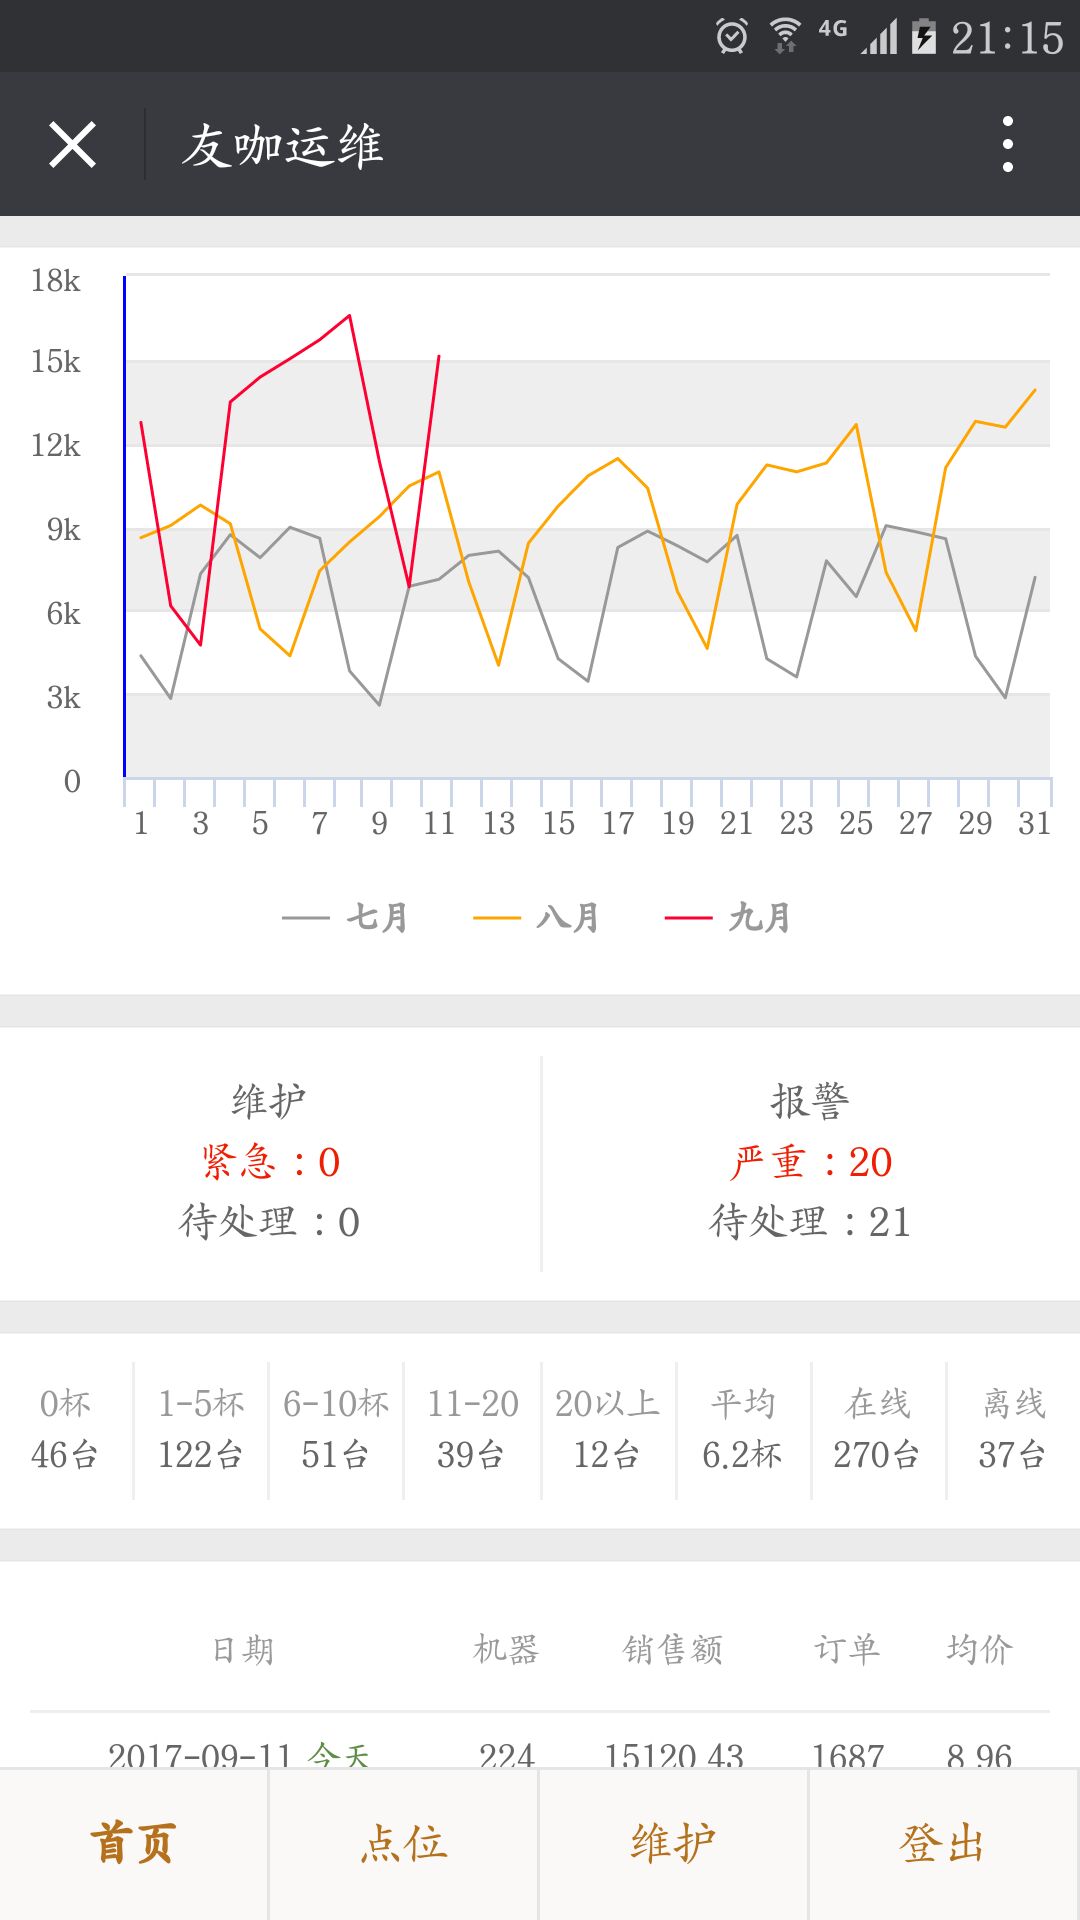 4G 21:15
友咖运维
18k
15k
12k
9k
6k
3k
0
1 3 5 7 9 11 13 15 17 19 21 23 25 27 29 31
七月 八月 九月
维护 报警
紧急：0 严重：20
待处理：0 待处理：21
0杯 1-5杯 6-10杯 11-20 20以上 平均 在线 离线
46台 122台 51台 39台 12台 6.2杯 270台 37台
日期 机器 销售额 订单 均价
2017-09-11 今天 224 15120.43 1687 8.96
首页 点位 维护 登出